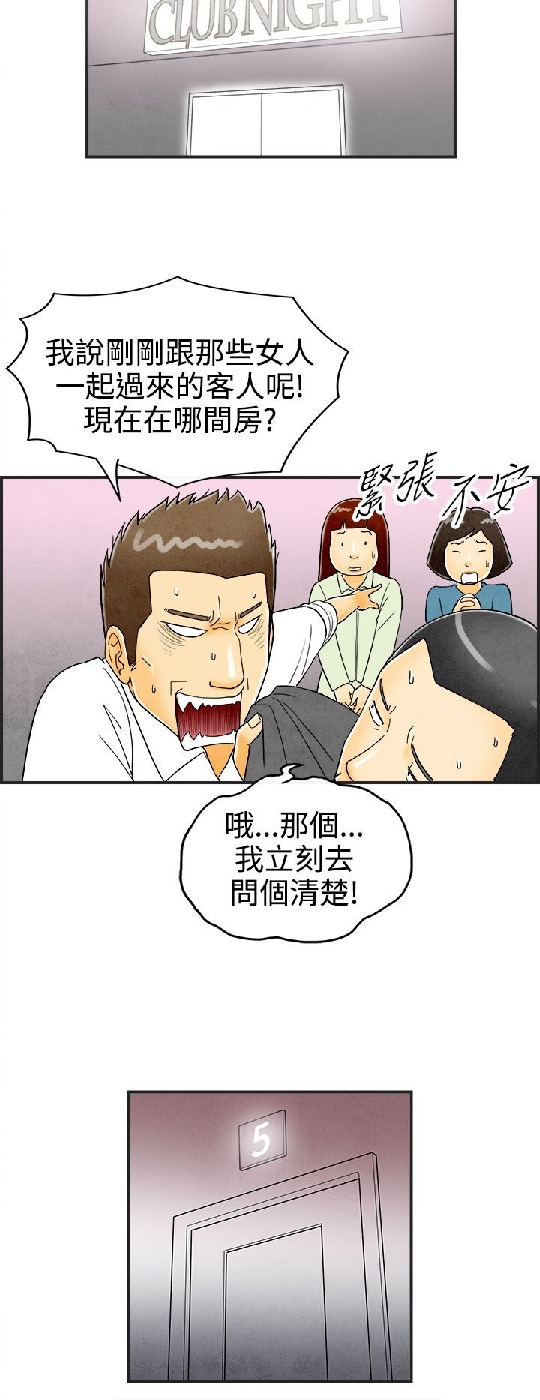 CLUB NIGHT
我說剛剛跟那些女人
一起過來的客人呢!
現在在哪間房?
緊張 不安
哦...那個...
我立刻去
問個清楚!
5